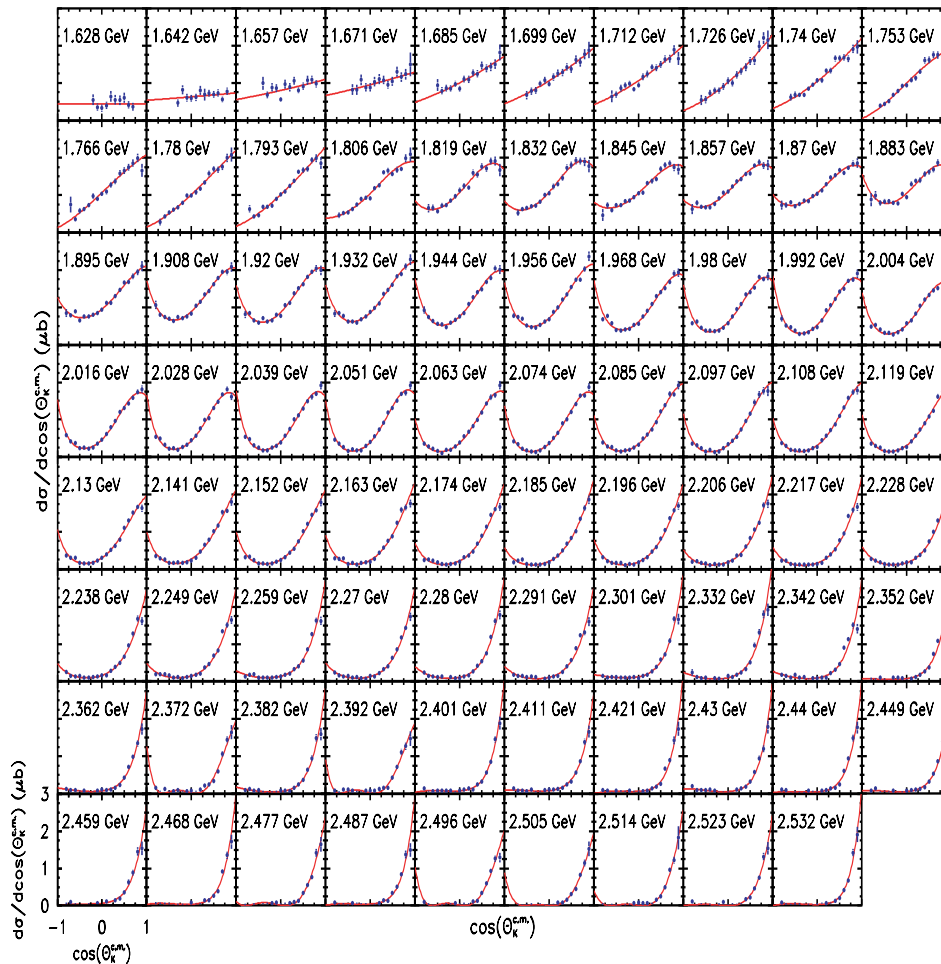 1.628 GeV 1.642 GeV 1.657 GeV 1.671 GeV 1.685 GeV 1.699 GeV 1.712 GeV 1.726 GeV 1.74 GeV 1.753 GeV
1.766 GeV 1.78 GeV 1.793 GeV 1.806 GeV 1.819 GeV 1.832 GeV 1.845 GeV 1.857 GeV 1.87 GeV 1.883 GeV
1.895 GeV 1.908 GeV 1.92 GeV 1.932 GeV 1.944 GeV 1.956 GeV 1.968 GeV 1.98 GeV 1.992 GeV 2.004 GeV
dσ/dcos(Θ_K^{c.m.}) (μb)
2.016 GeV 2.028 GeV 2.039 GeV 2.051 GeV 2.063 GeV 2.074 GeV 2.085 GeV 2.097 GeV 2.108 GeV 2.119 GeV
2.13 GeV 2.141 GeV 2.152 GeV 2.163 GeV 2.174 GeV 2.185 GeV 2.196 GeV 2.206 GeV 2.217 GeV 2.228 GeV
2.238 GeV 2.249 GeV 2.259 GeV 2.27 GeV 2.28 GeV 2.291 GeV 2.301 GeV 2.332 GeV 2.342 GeV 2.352 GeV
2.362 GeV 2.372 GeV 2.382 GeV 2.392 GeV 2.401 GeV 2.411 GeV 2.421 GeV 2.43 GeV 2.44 GeV 2.449 GeV
dσ/dcos(Θ_K^{c.m.}) (μb)
3
2.459 GeV 2.468 GeV 2.477 GeV 2.487 GeV 2.496 GeV 2.505 GeV 2.514 GeV 2.523 GeV 2.532 GeV
2
1
0
-1 0 1
cos(Θ_K^{c.m.})
cos(Θ_K^{c.m.})